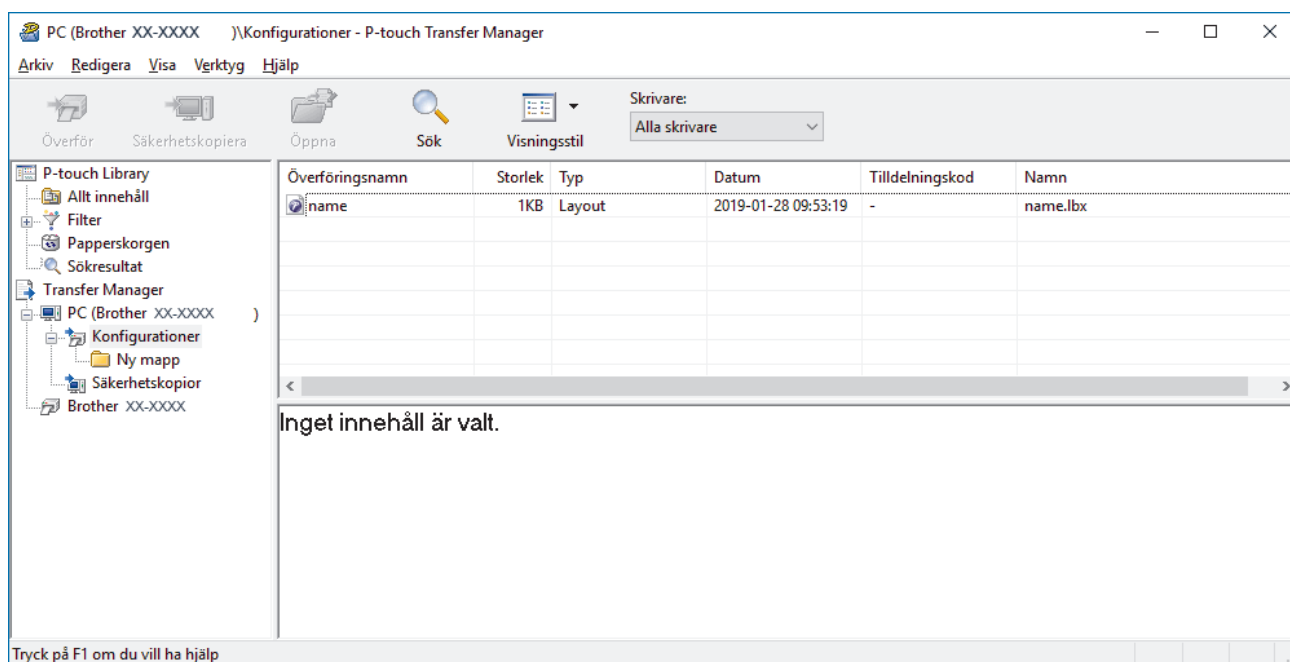 PC (Brother XX-XXXX )\Konfigurationer - P-touch Transfer Manager
Arkiv Redigera Visa Verktyg Hjälp
Överför Säkerhetskopiera Öppna Sök Visningsstil
Skrivare:
Alla skrivare
P-touch Library
Allt innehåll
Filter
Papperskorgen
Sökresultat
Transfer Manager
PC (Brother XX-XXXX )
Konfigurationer
Ny mapp
Säkerhetskopior
Brother XX-XXXX
Överföringsnamn Storlek Typ Datum Tilldelningskod Namn
name 1KB Layout 2019-01-28 09:53:19 - name.lbx
Inget innehåll är valt.
Tryck på F1 om du vill ha hjälp